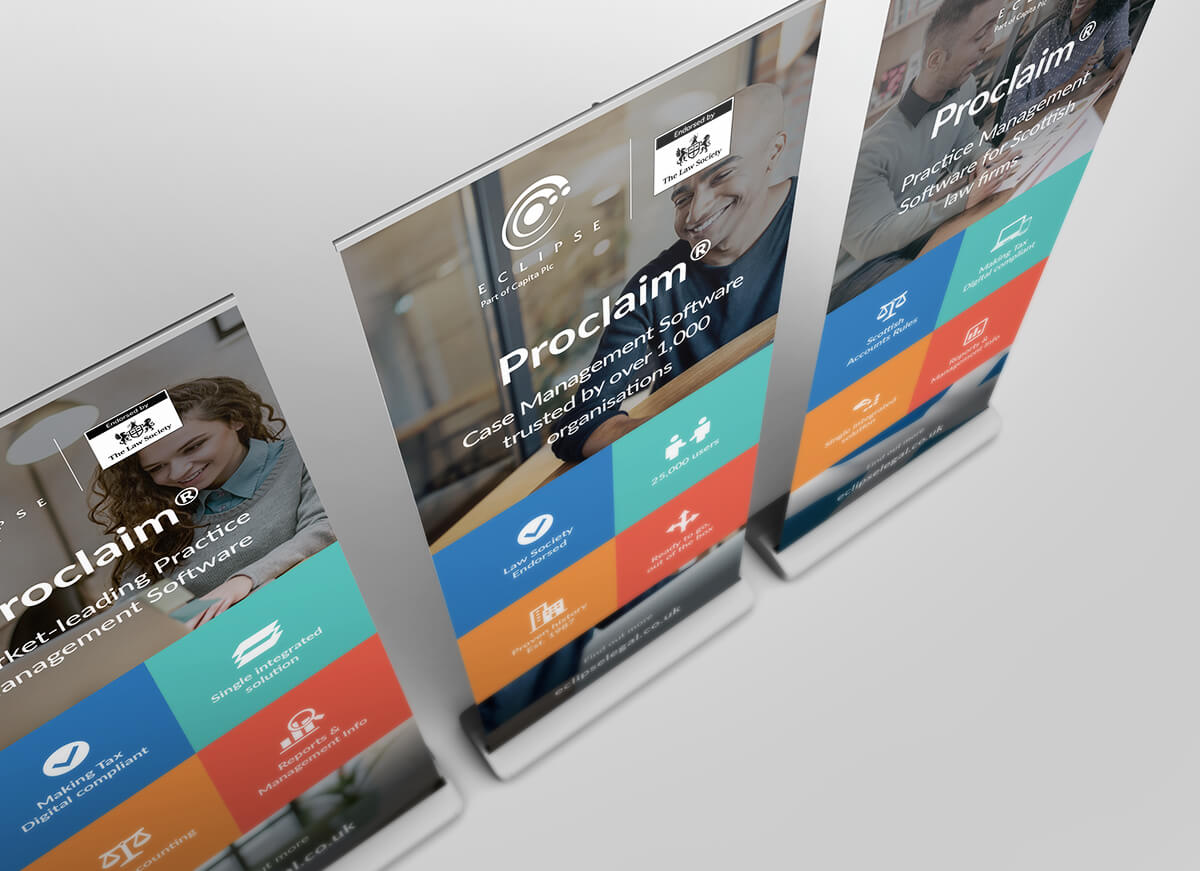 Endorsed by
The Law Society
PSE
roclaim®
rket-leading Practice
anagement Software
Single integrated
solution
Making Tax
Digital compliant
Reports &
Management Info
counting
out more
al.co.uk
ECLIPSE
Part of Capita Plc
Endorsed by
The Law Society
Proclaim®
Case Management Software
trusted by over 1,000
organisations
25,000 users
Law Society
Endorsed
Ready to go,
out of the box
Proven history
Est. 1987
Find out more
eclipselegal.co.uk
E
Part of Capita Plc
Proclaim®
Practice Management
Software for Scottish
law firms
Making Tax
Digital compliant
Scottish
Accounts Rules
Reports &
Management Info
Single integrated
solution
Find out more
eclipselegal.co.uk